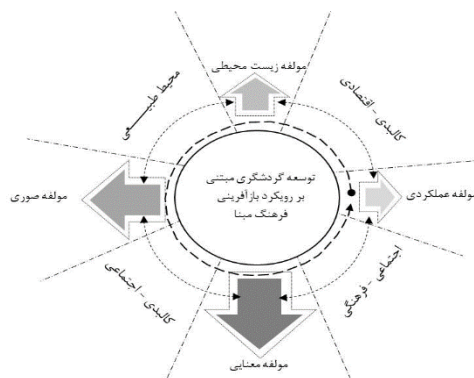 مولفه زیست محیطی
محیط طبیعی
کالبدی - اقتصادی
توسعه گردشگری مبتنی
بر رویکرد بازآفرینی
فرهنگ مبنا
مولفه عملکردی
مولفه صوری
کالبدی - اجتماعی
اجتماعی - فرهنگی
مولفه معنایی